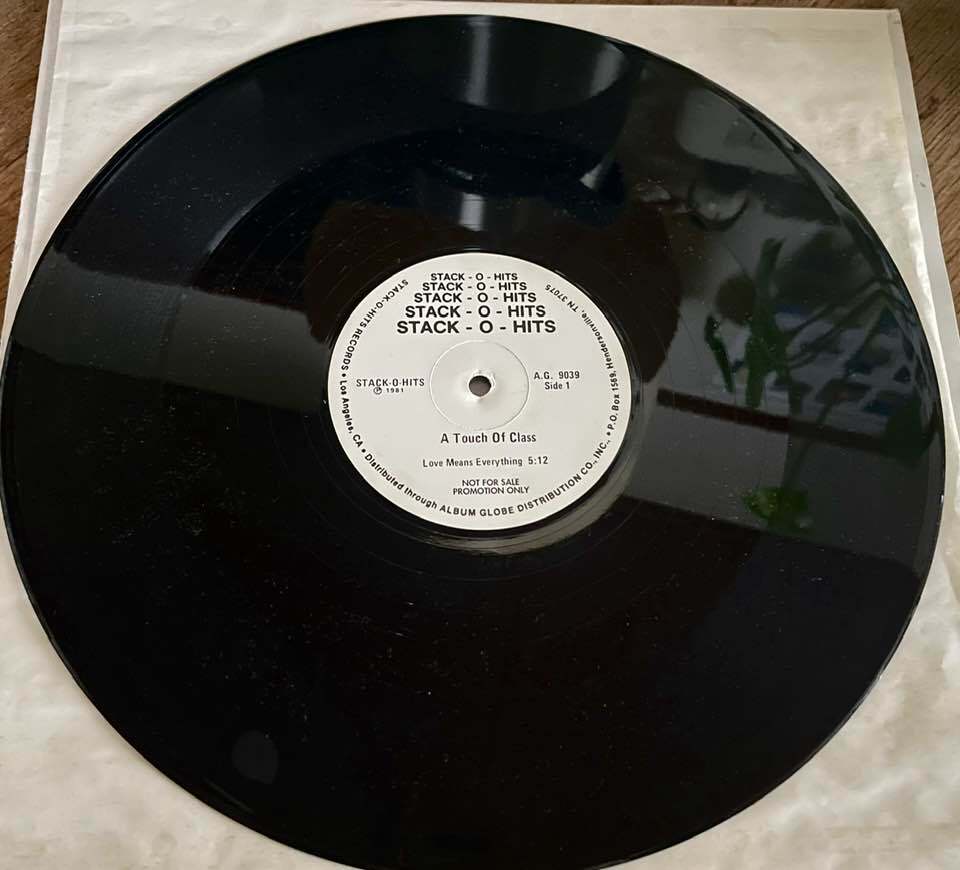 STACK - O - HITS
STACK - O - HITS
STACK - O - HITS
STACK - O - HITS
STACK - O - HITS
STACK-O-HITS
℗ 1981
A.G. 9039
Side 1
A Touch Of Class
Love Means Everything 5:12
NOT FOR SALE
PROMOTION ONLY
STACK-O-HITS RECORDS • Los Angeles, CA • Distributed through ALBUM GLOBE DISTRIBUTION CO., INC., • P.O. Box 1569, Hendersonville, TN 37075